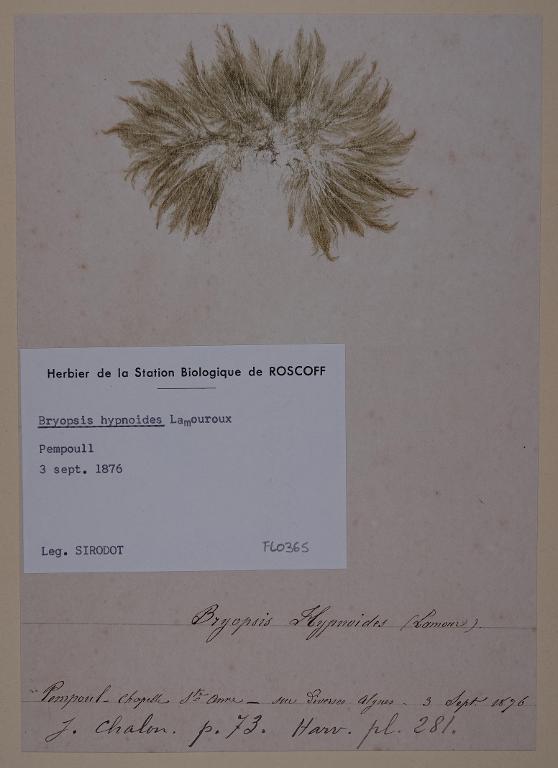 Herbier de la Station Biologique de ROSCOFF
Bryopsis hypnoides Lamouroux
Pempoull
3 sept. 1876
Leg. SIRODOT FL0365
Bryopsis Hypnoides (Lamour).
Pempoul - Chapelle Ste Anne - sur diverses algues - 3 Sept 1876
J. Chalon. p. 73. Harv. pl. 281.